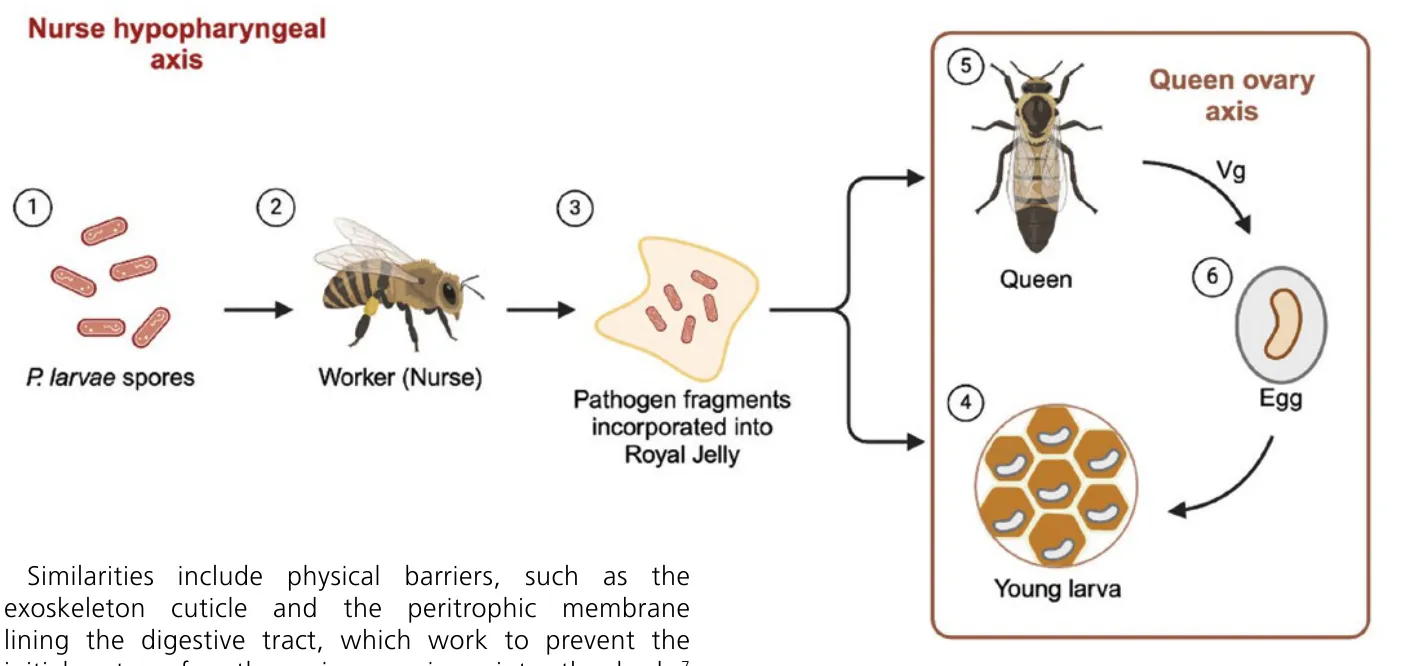 Nurse hypopharyngeal
axis
1
P. larvae spores
2
Worker (Nurse)
3
Pathogen fragments
incorporated into
Royal Jelly
5
Queen ovary
axis
Queen
Vg
6
Egg
4
Young larva
Similarities include physical barriers, such as the
exoskeleton cuticle and the peritrophic membrane
lining the digestive tract, which work to prevent the
7